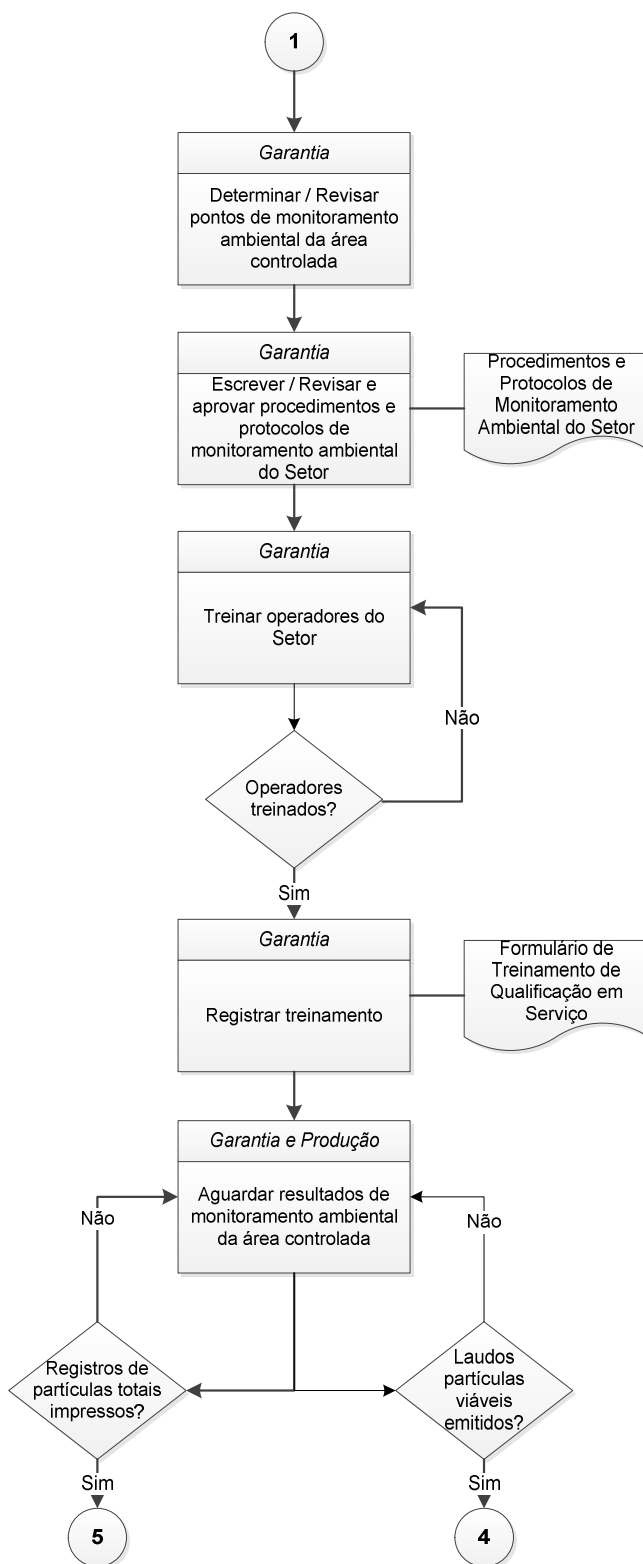 1
Garantia
Determinar / Revisar
pontos de monitoramento
ambiental da área
controlada
Garantia
Escrever / Revisar e
aprovar procedimentos e
protocolos de
monitoramento ambiental
do Setor
Procedimentos e
Protocolos de
Monitoramento
Ambiental do Setor
Garantia
Treinar operadores do
Setor
Não
Operadores
treinados?
Sim
Garantia
Registrar treinamento
Formulário de
Treinamento de
Qualificação em
Serviço
Garantia e Produção
Aguardar resultados de
monitoramento ambiental
da área controlada
Não
Não
Registros de
partículas totais
impressos?
Laudos
partículas
viáveis
emitidos?
Sim
Sim
5
4